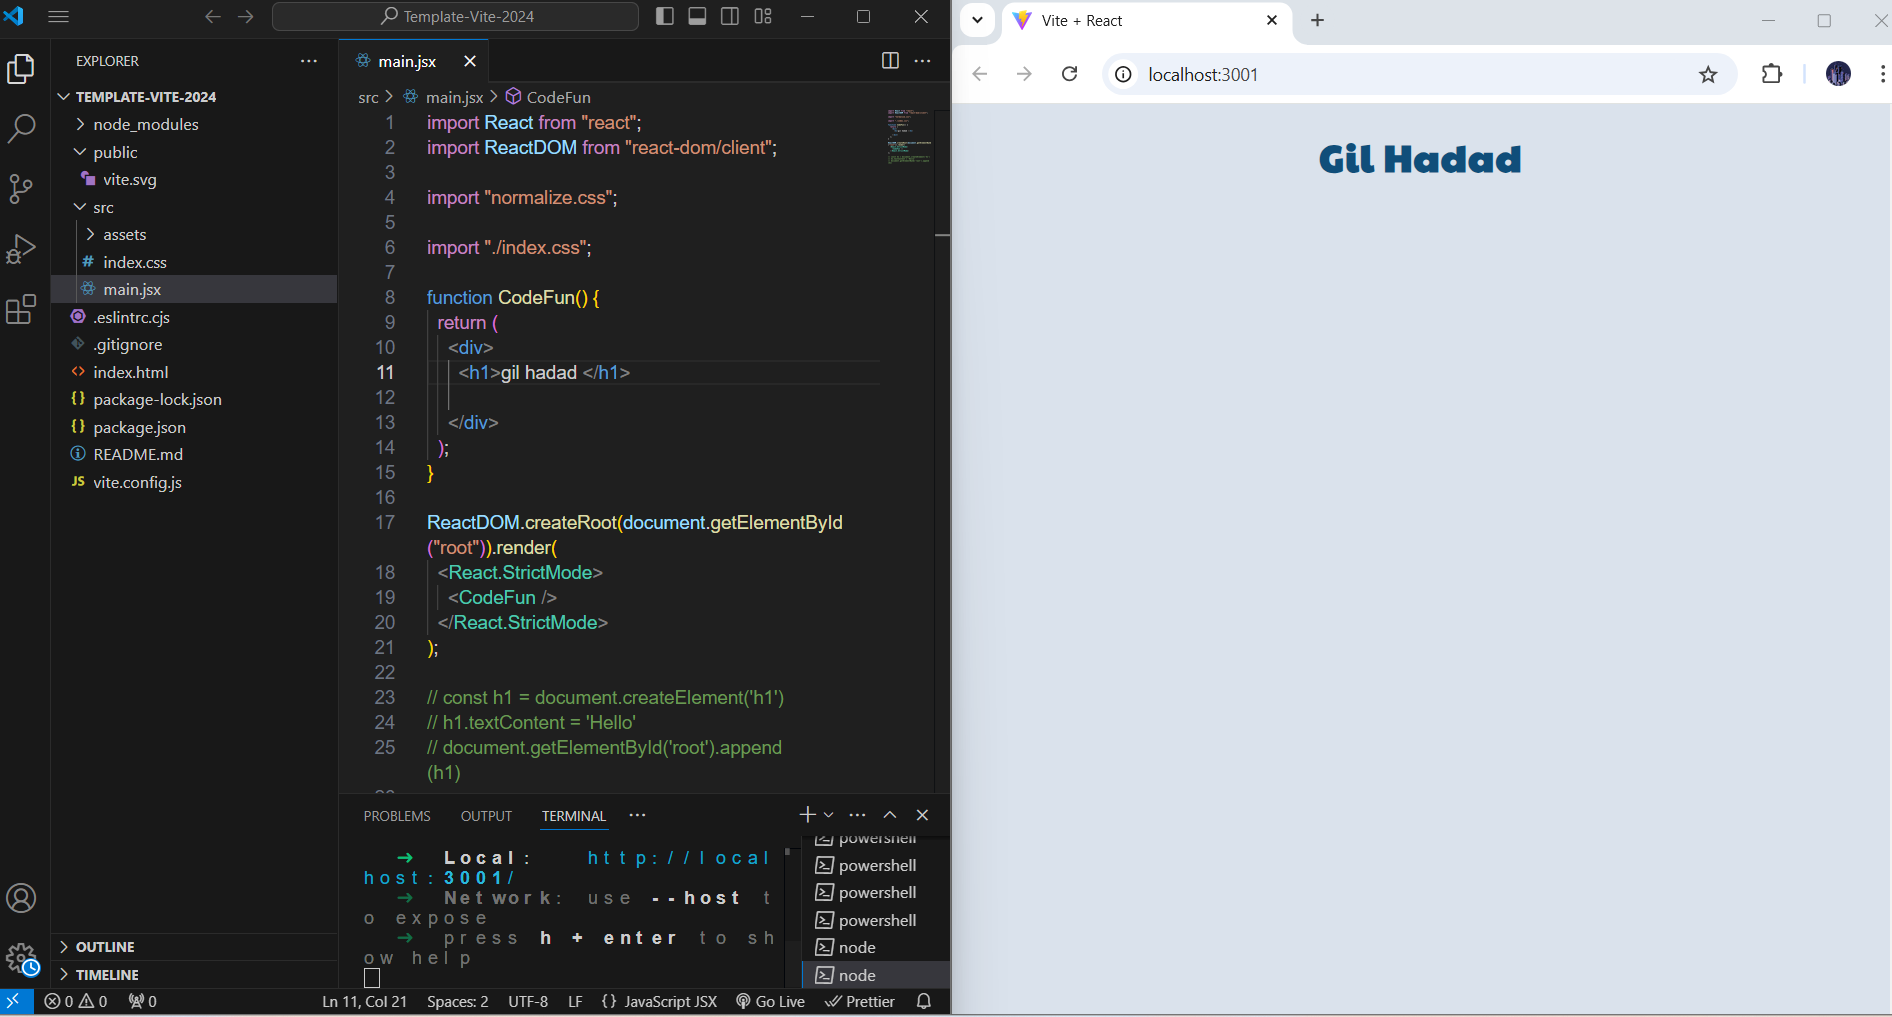 Template-Vite-2024
EXPLORER
TEMPLATE-VITE-2024
node_modules
public
vite.svg
src
assets
# index.css
main.jsx
.eslintrc.cjs
.gitignore
<> index.html
{} package-lock.json
{} package.json
README.md
JS vite.config.js
OUTLINE
TIMELINE
main.jsx
src > main.jsx > CodeFun
1 import React from "react";
2 import ReactDOM from "react-dom/client";
3
4 import "normalize.css";
5
6 import "./index.css";
7
8 function CodeFun() {
9 return (
10 <div>
11 <h1>gil hadad </h1>
12
13 </div>
14 );
15 }
16
17 ReactDOM.createRoot(document.getElementById
("root")).render(
18 <React.StrictMode>
19 <CodeFun />
20 </React.StrictMode>
21 );
22
23 // const h1 = document.createElement('h1')
24 // h1.textContent = 'Hello'
25 // document.getElementById('root').append
(h1)
PROBLEMS OUTPUT TERMINAL
➜ Local: http://local
host:3001/
➜ Network: use --host t
o expose
➜ press h + enter to sh
ow help
powershell
powershell
powershell
powershell
node
node
0 0 0 Ln 11, Col 21 Spaces: 2 UTF-8 LF {} JavaScript JSX Go Live Prettier
Vite + React
localhost:3001
Gil Hadad